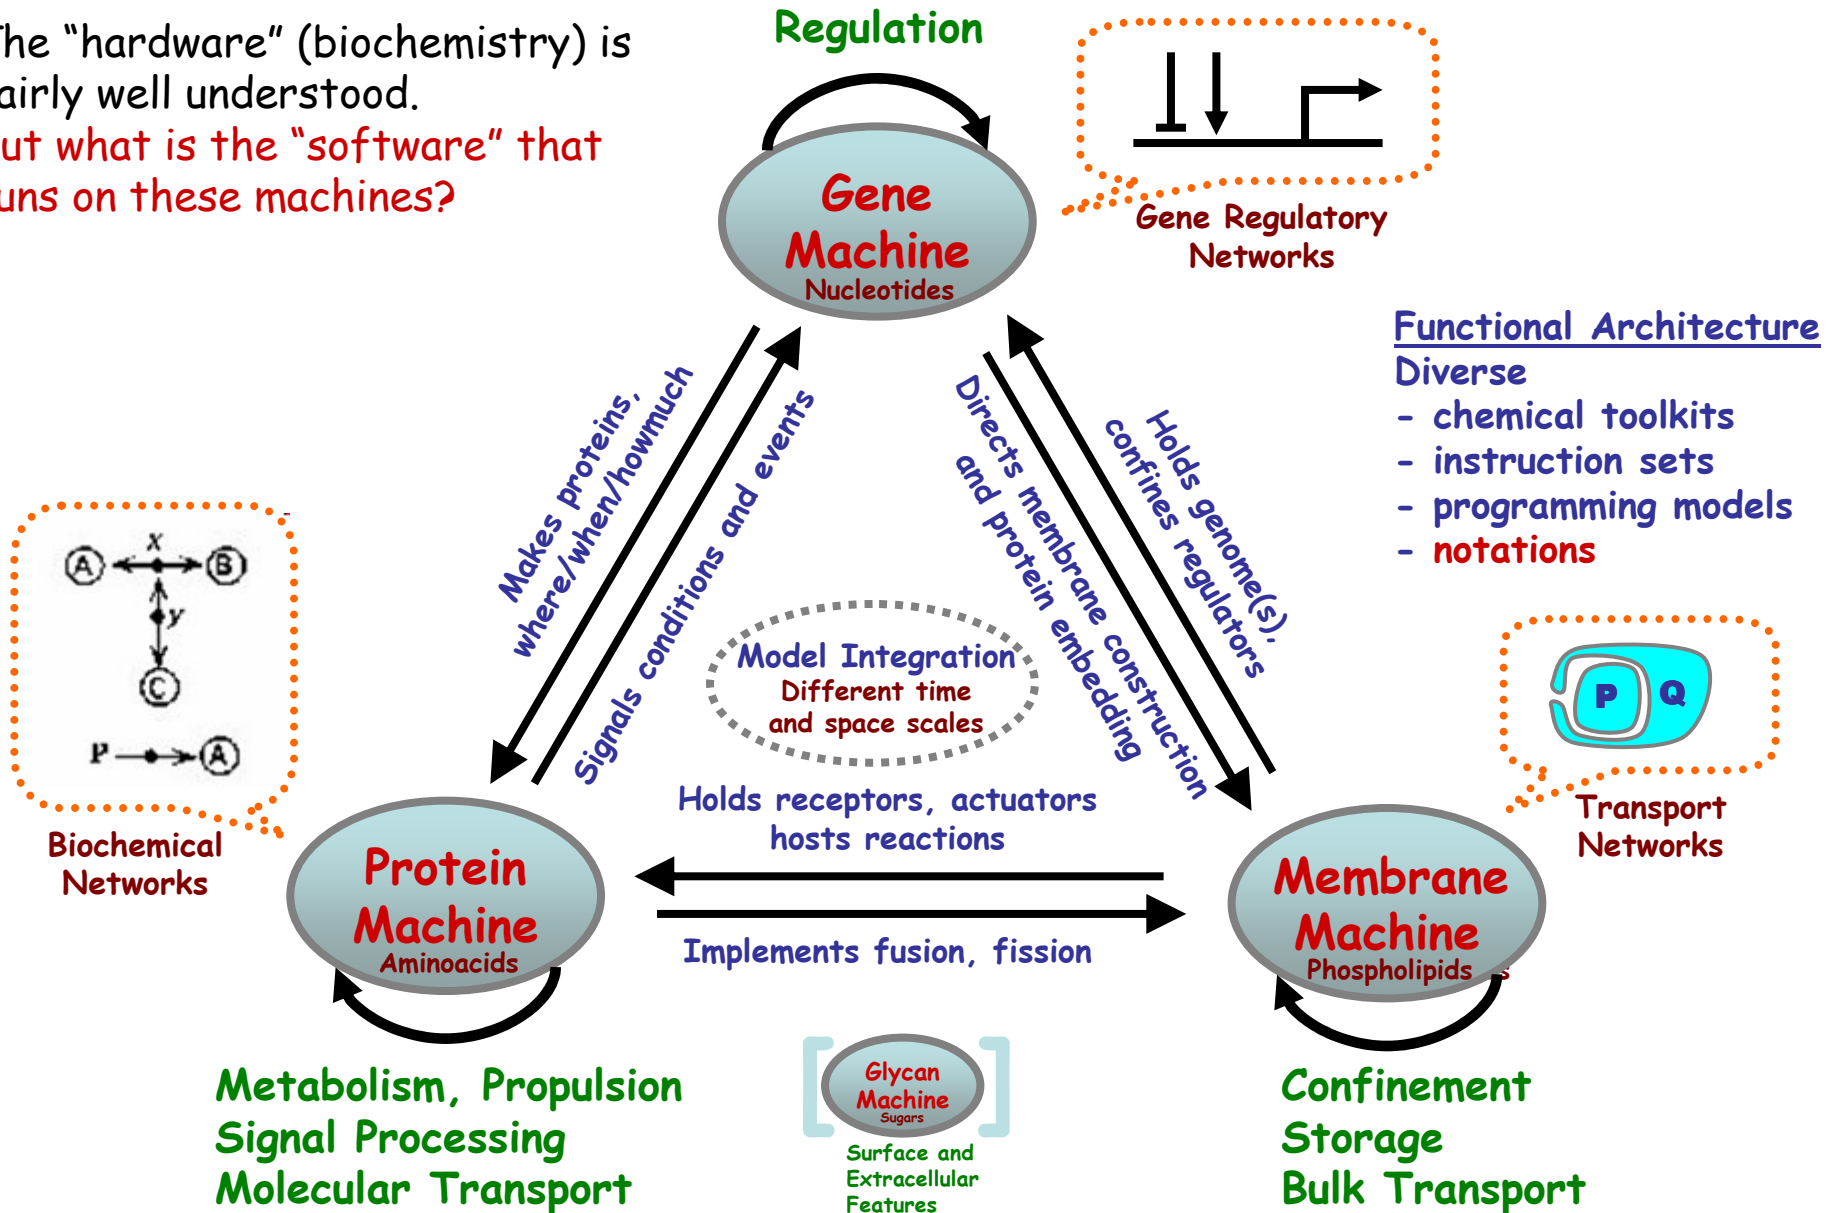 The “hardware” (biochemistry) is
fairly well understood.
But what is the “software” that
runs on these machines?
Regulation
Gene
Machine
Nucleotides
Gene Regulatory
Networks
Functional Architecture
Diverse
- chemical toolkits
- instruction sets
- programming models
- notations
Makes proteins,
where/when/howmuch
Signals conditions and events
Directs membrane construction
and protein embedding
Holds genome(s),
confines regulators
Model Integration
Different time
and space scales
A
x
B
y
C
P
A
Biochemical
Networks
P
Q
Transport
Networks
Holds receptors, actuators
hosts reactions
Implements fusion, fission
Protein
Machine
Aminoacids
Membrane
Machine
Phospholipids
Metabolism, Propulsion
Signal Processing
Molecular Transport
Glycan
Machine
Sugars
Surface and
Extracellular
Features
Confinement
Storage
Bulk Transport